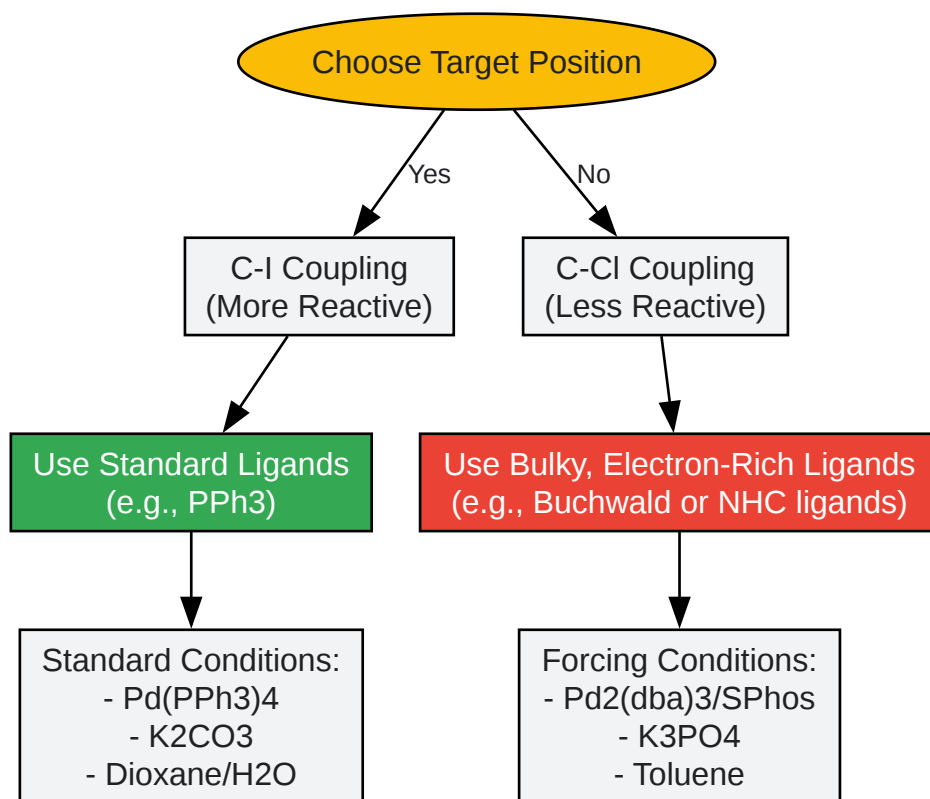 Choose Target Position
Yes
No
C-I Coupling
(More Reactive)
C-Cl Coupling
(Less Reactive)
Use Standard Ligands
(e.g., PPh3)
Use Bulky, Electron-Rich Ligands
(e.g., Buchwald or NHC ligands)
Standard Conditions:
- Pd(PPh3)4
- K2CO3
- Dioxane/H2O
Forcing Conditions:
- Pd2(dba)3/SPhos
- K3PO4
- Toluene